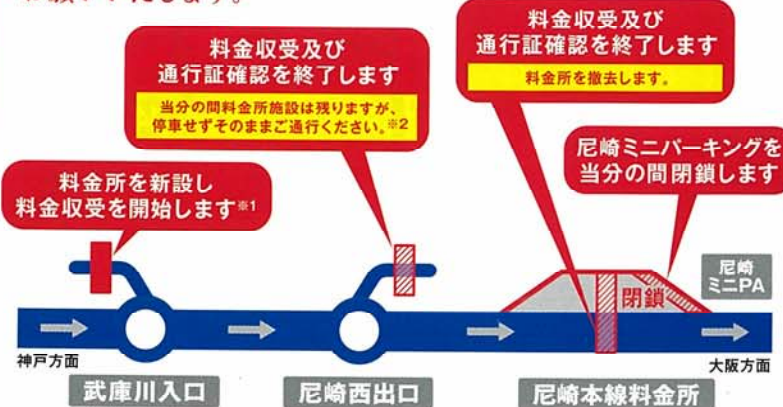 料金収受及び
通行証確認を終了します
料金所を撤去します。
料金収受及び
通行証確認を終了します
当分の間料金所施設は残りますが、
停車せずそのままご通行ください。※2
尼崎ミニパーキングを
当分の間閉鎖します
料金所を新設し
料金収受を開始します※1
尼崎
ミニPA
閉鎖
神戸方面
大阪方面
武庫川入口
尼崎西出口
尼崎本線料金所